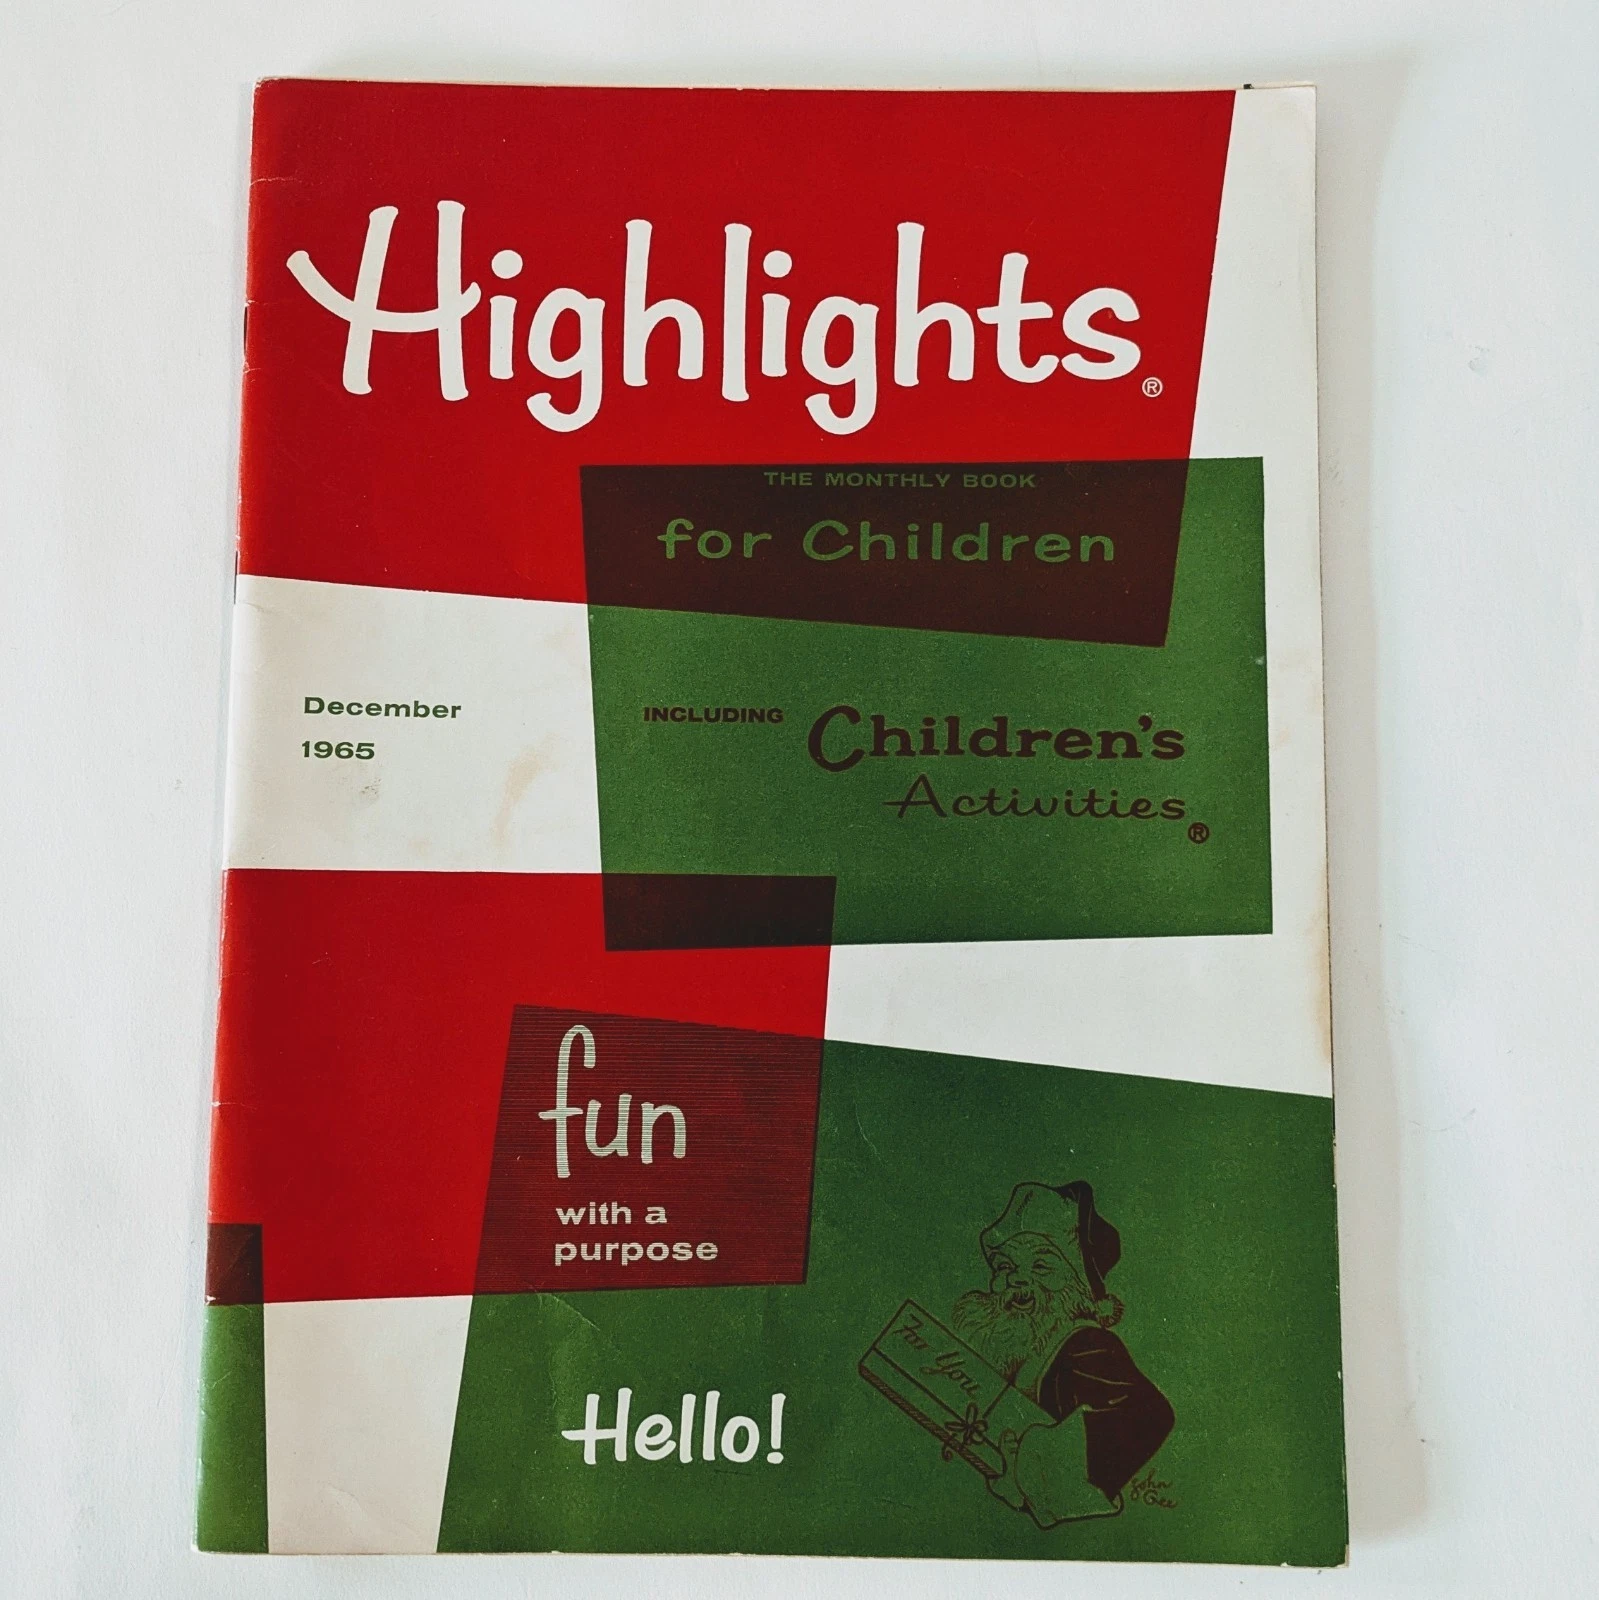 Highlights®
THE MONTHLY BOOK
for Children
December
1965
INCLUDING Children's
Activities®
fun
with a
purpose
For You
Hello!
John
Gee